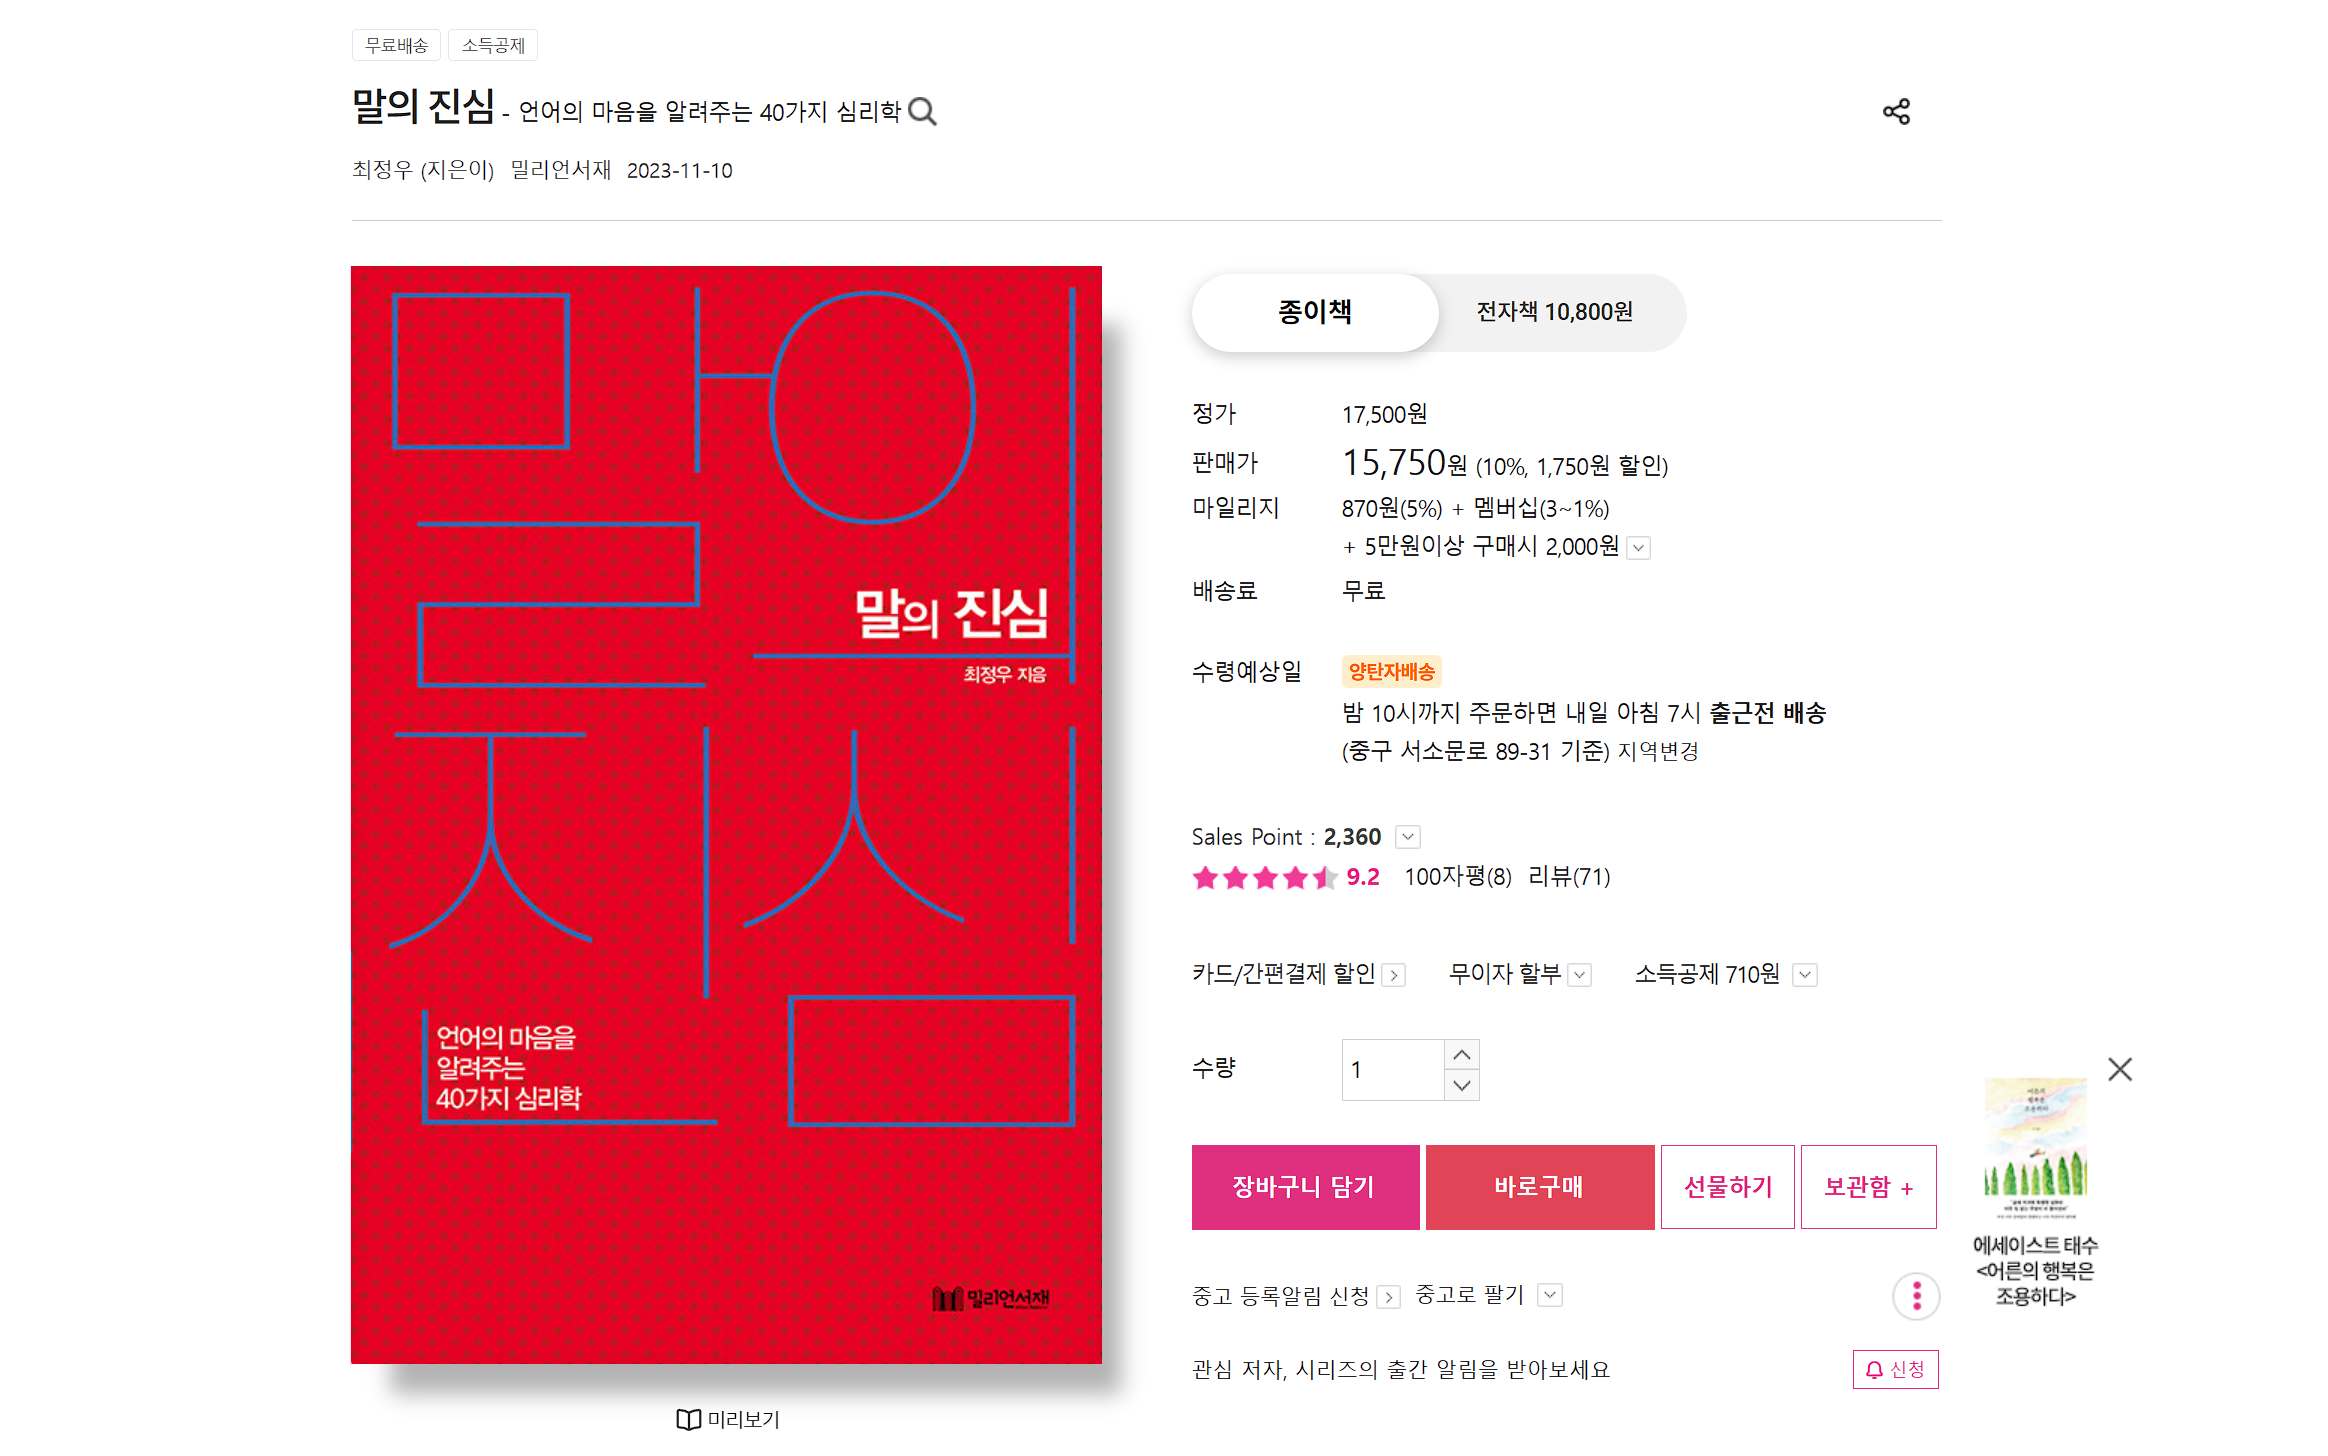 무료배송 소득공제
말의 진심 - 언어의 마음을 알려주는 40가지 심리학
최정우 (지은이) 밀리언서재 2023-11-10
말의 진심
말의 진심
최정우 지음
언어의 마음을
알려주는
40가지 심리학
밀리언서재
미리보기
종이책 전자책 10,800원
정가 17,500원
판매가 15,750원 (10%, 1,750원 할인)
마일리지 870원(5%) + 멤버십(3~1%)
+ 5만원이상 구매시 2,000원
배송료 무료
수령예상일 양탄자배송
밤 10시까지 주문하면 내일 아침 7시 출근전 배송
(중구 서소문로 89-31 기준) 지역변경
Sales Point : 2,360
9.2 100자평(8) 리뷰(71)
카드/간편결제 할인 무이자 할부 소득공제 710원
수량 1
장바구니 담기 바로구매 선물하기 보관함 +
중고 등록알림 신청 중고로 팔기
관심 저자, 시리즈의 출간 알림을 받아보세요 신청
어른의
행복은
조용하다
에세이스트 태수
<어른의 행복은
조용하다>